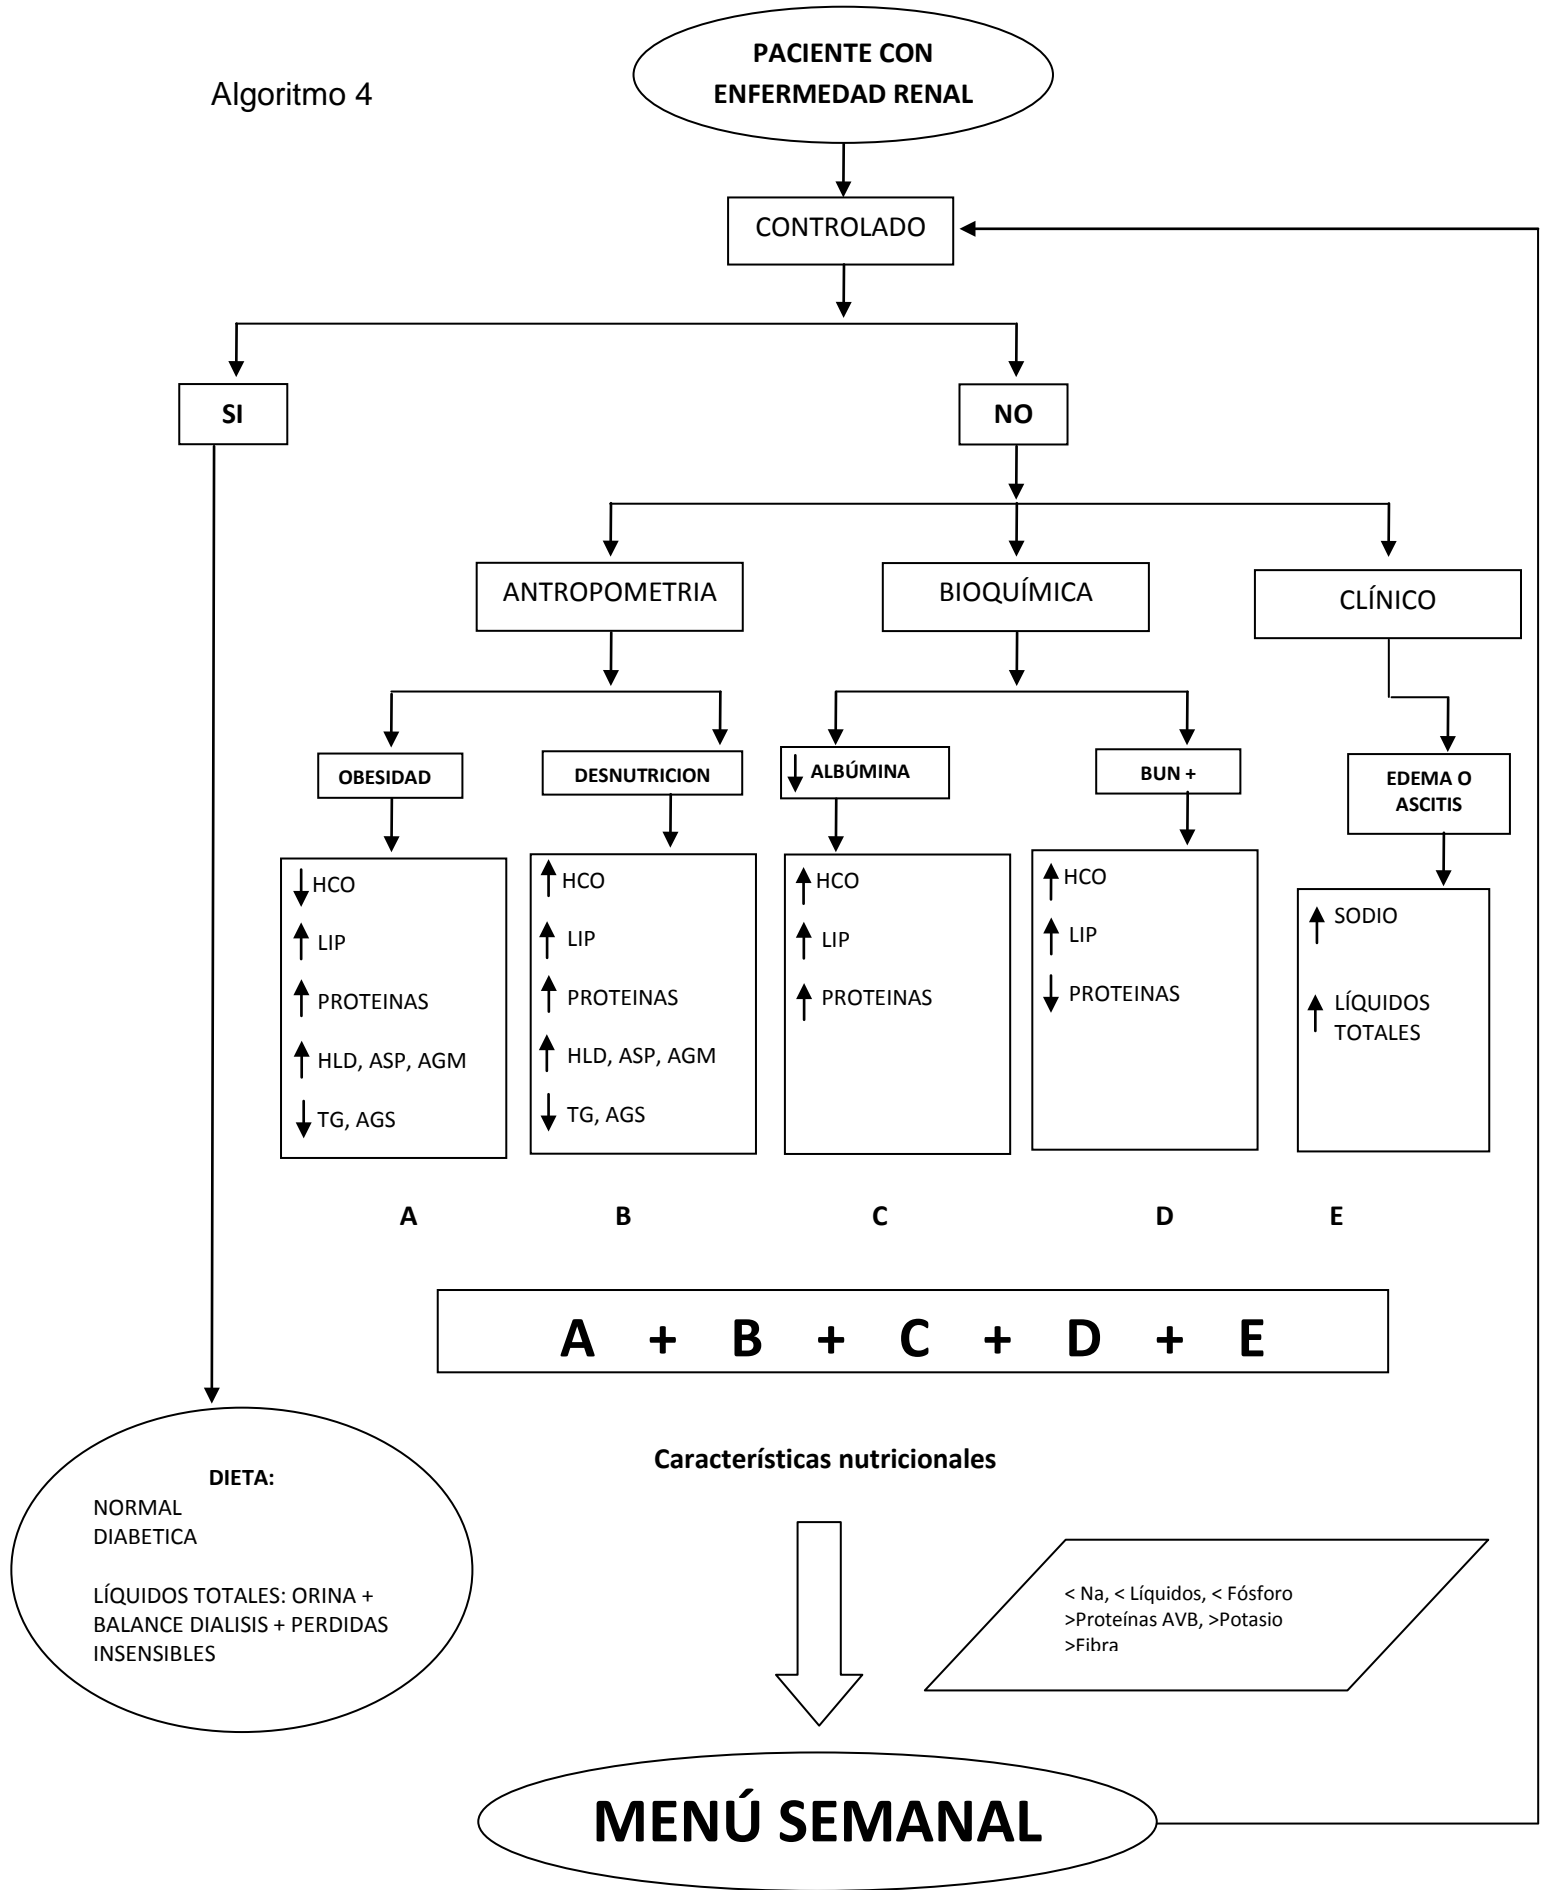 Algoritmo 4
PACIENTE CON
ENFERMEDAD RENAL
CONTROLADO
SI
NO
ANTROPOMETRIA
BIOQUÍMICA
CLÍNICO
OBESIDAD
DESNUTRICION
ALBÚMINA
BUN +
EDEMA O
ASCITIS
HCO
LIP
PROTEINAS
HLD, ASP, AGM
TG, AGS
HCO
LIP
PROTEINAS
HLD, ASP, AGM
TG, AGS
HCO
LIP
PROTEINAS
HCO
LIP
PROTEINAS
SODIO
LÍQUIDOS
TOTALES
A
B
C
D
E
A + B + C + D + E
Características nutricionales
DIETA:
NORMAL
DIABETICA
LÍQUIDOS TOTALES: ORINA +
BALANCE DIALISIS + PERDIDAS
INSENSIBLES
< Na, < Líquidos, < Fósforo
>Proteínas AVB, >Potasio
>Fibra
MENÚ SEMANAL